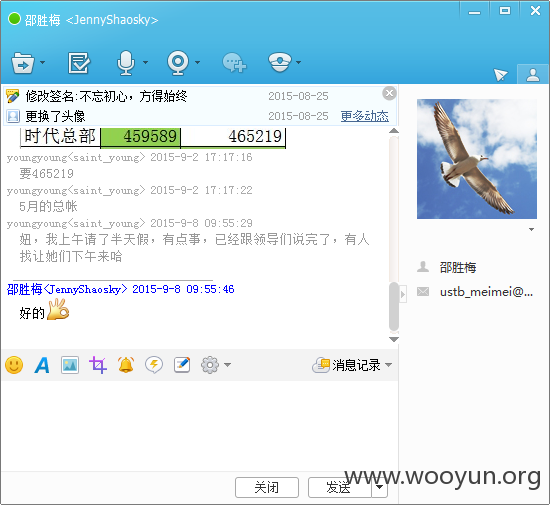 邵胜梅 <JennyShaosky>
修改签名:不忘初心，方得始终 2015-08-25
更换了头像 2015-08-25 更多动态
时代总部 459589 465219
youngyoung<saint_young> 2015-9-2 17:17:16
要465219
youngyoung<saint_young> 2015-9-2 17:17:22
5月的总帐
youngyoung<saint_young> 2015-9-8 09:55:29
妞，我上午请了半天假，有点事，已经跟领导们说完了，有人
找让她们下午来哈
邵胜梅<JennyShaosky> 2015-9-8 09:55:46
好的
邵胜梅
ustb_meimei@...
A
消息记录
关闭 发送
www.wooyun.org